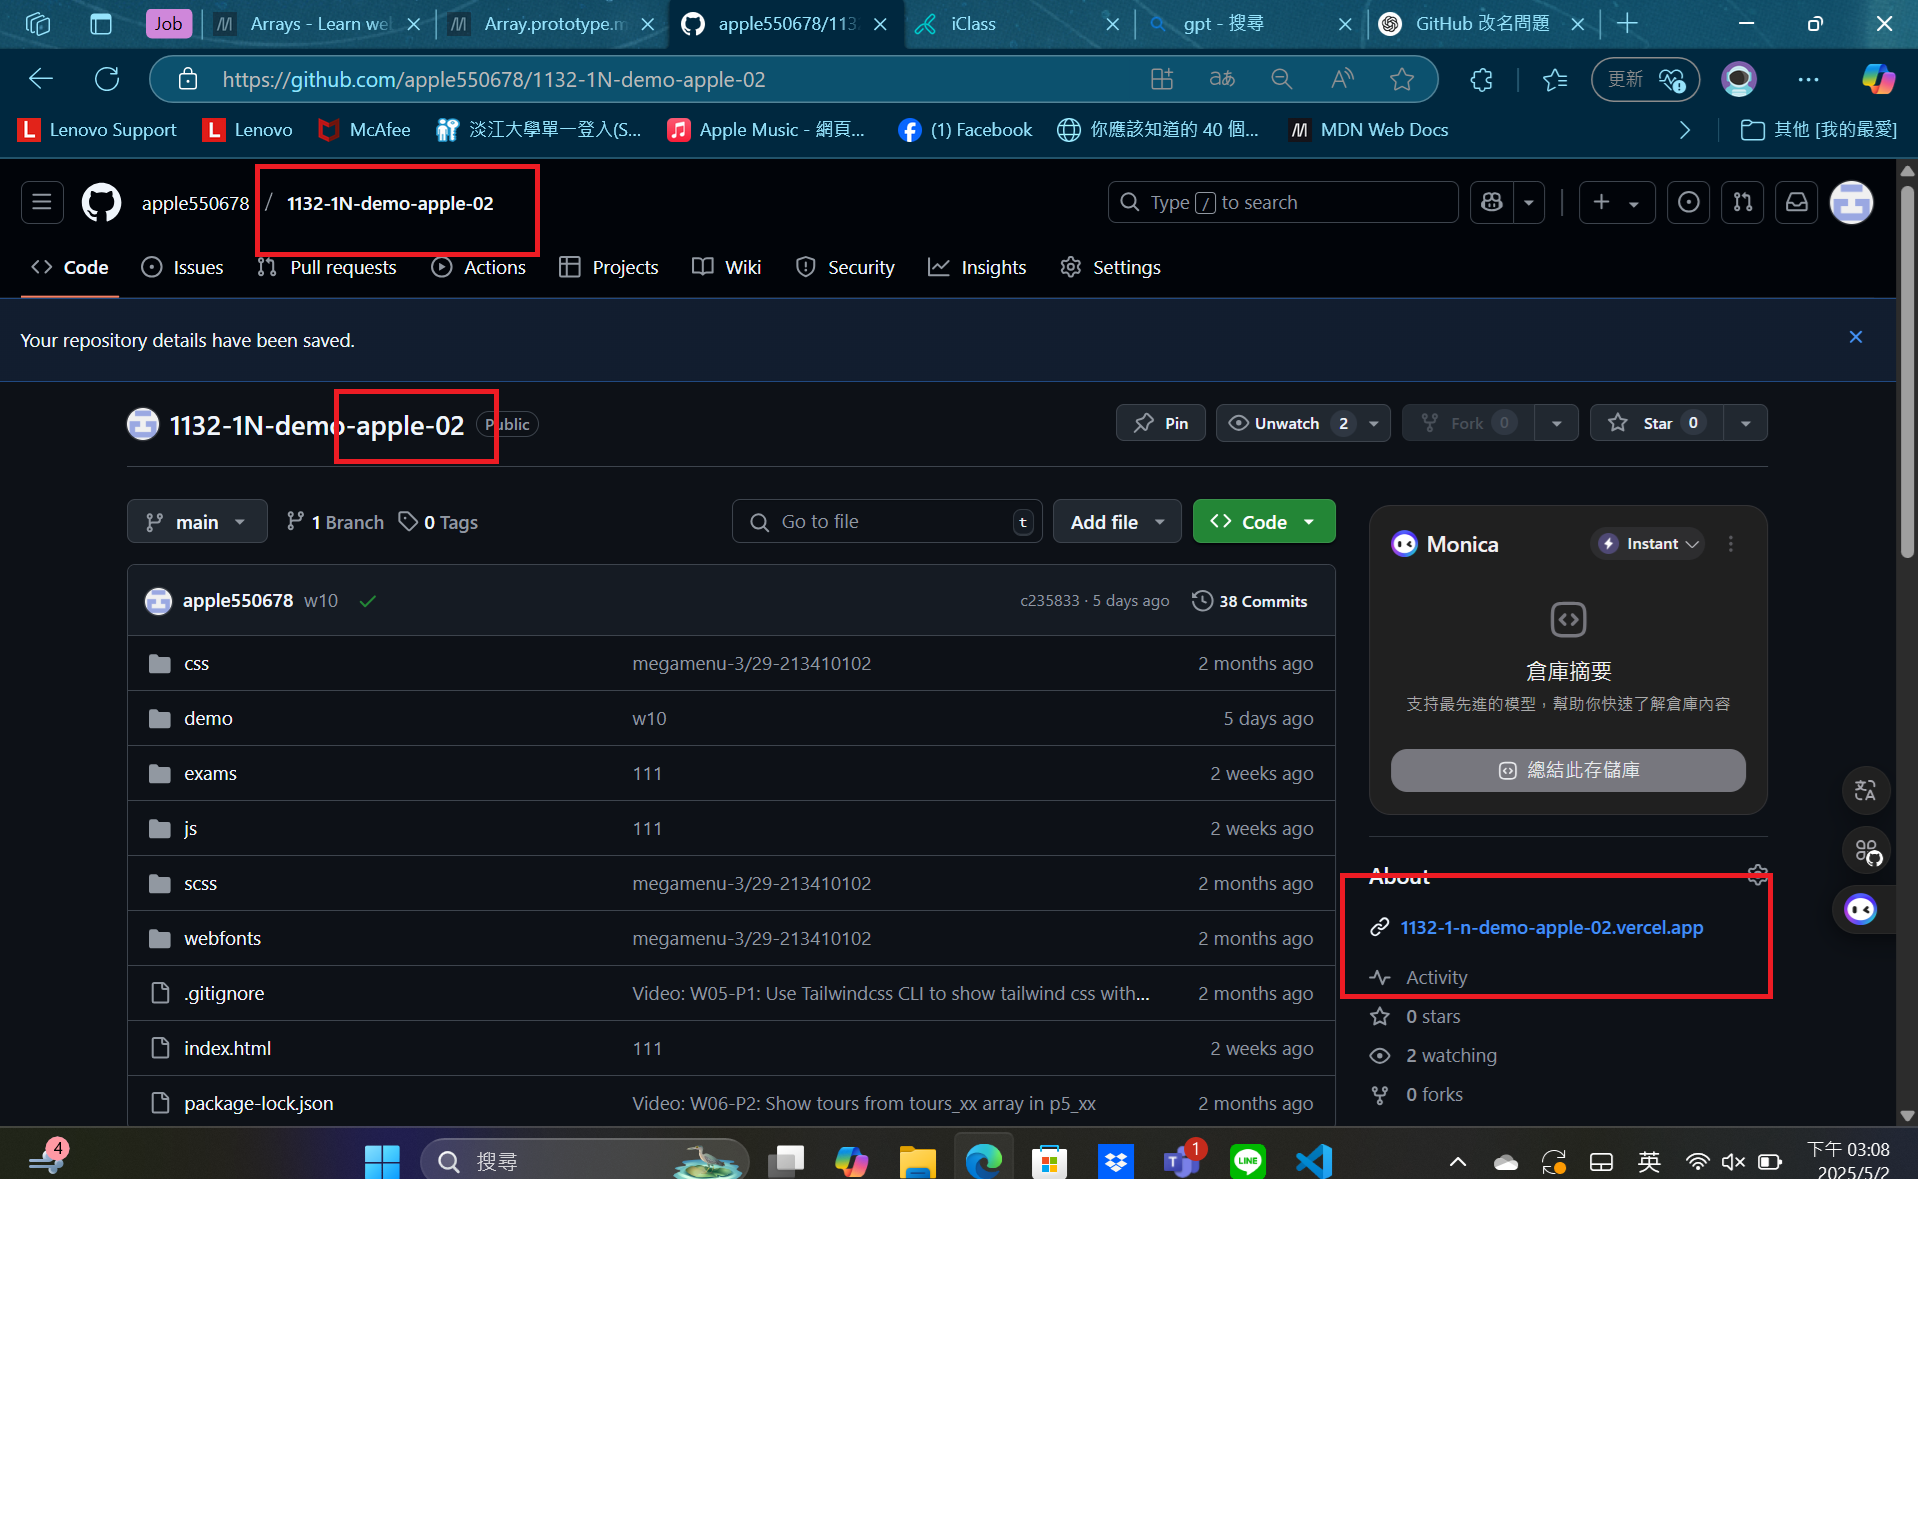 Job
Arrays - Learn we
Array.prototype.m
apple550678/113
iClass
gpt - 搜尋
GitHub 改名問題
https://github.com/apple550678/1132-1N-demo-apple-02
更新
Lenovo Support
Lenovo
McAfee
淡江大學單一登入(S...
Apple Music - 網頁...
(1) Facebook
你應該知道的 40 個...
MDN Web Docs
其他 [我的最愛]
apple550678 / 1132-1N-demo-apple-02
Type / to search
Code
Issues
Pull requests
Actions
Projects
Wiki
Security
Insights
Settings
Your repository details have been saved.
1132-1N-demo-apple-02 Public
Pin
Unwatch 2
Fork 0
Star 0
main
1 Branch
0 Tags
Go to file t
Add file
Code
apple550678 w10
c235833 · 5 days ago
38 Commits
css megamenu-3/29-213410102 2 months ago
demo w10 5 days ago
exams 111 2 weeks ago
js 111 2 weeks ago
scss megamenu-3/29-213410102 2 months ago
webfonts megamenu-3/29-213410102 2 months ago
.gitignore Video: W05-P1: Use Tailwindcss CLI to show tailwind css with... 2 months ago
index.html 111 2 weeks ago
package-lock.json Video: W06-P2: Show tours from tours_xx array in p5_xx 2 months ago
Monica
Instant
倉庫摘要
支持最先進的模型，幫助你快速了解倉庫內容
總結此存儲庫
About
1132-1-n-demo-apple-02.vercel.app
Activity
0 stars
2 watching
0 forks
4
搜尋
1
LINE
英
下午 03:08
2025/5/2